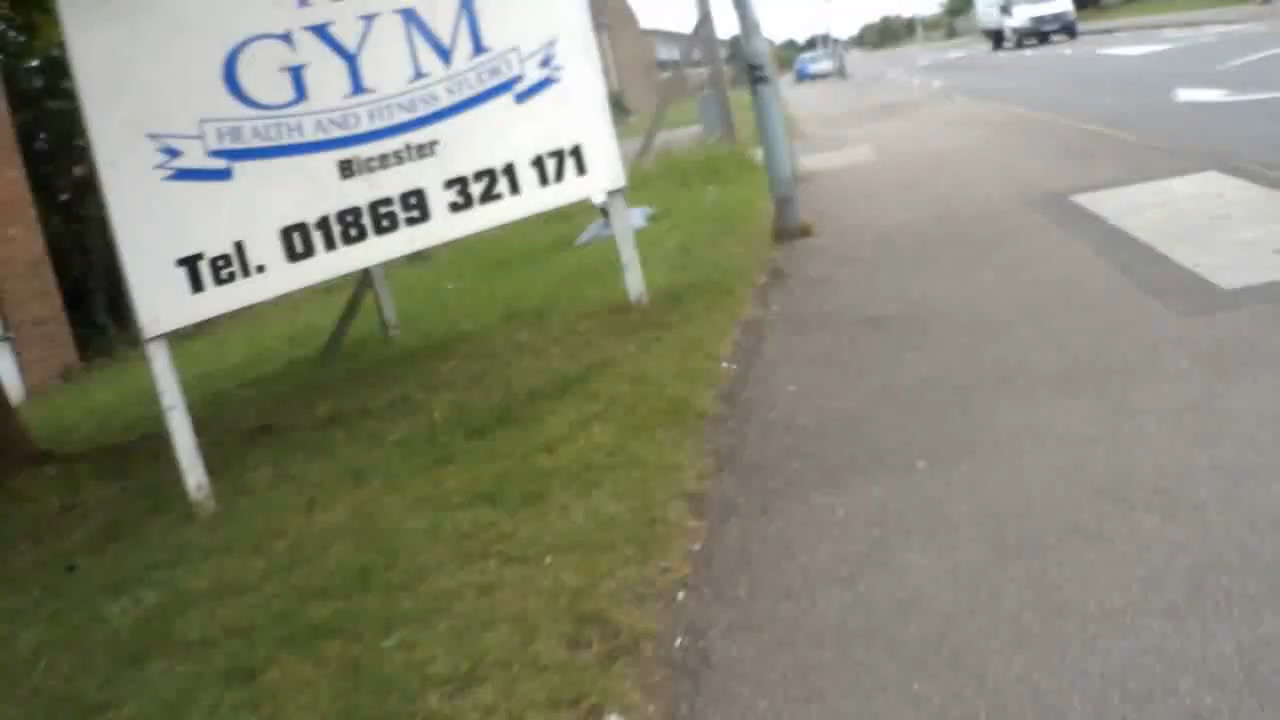 GYM
HEALTH AND FITNESS STUDIO
Bicester
Tel. 01869 321 171